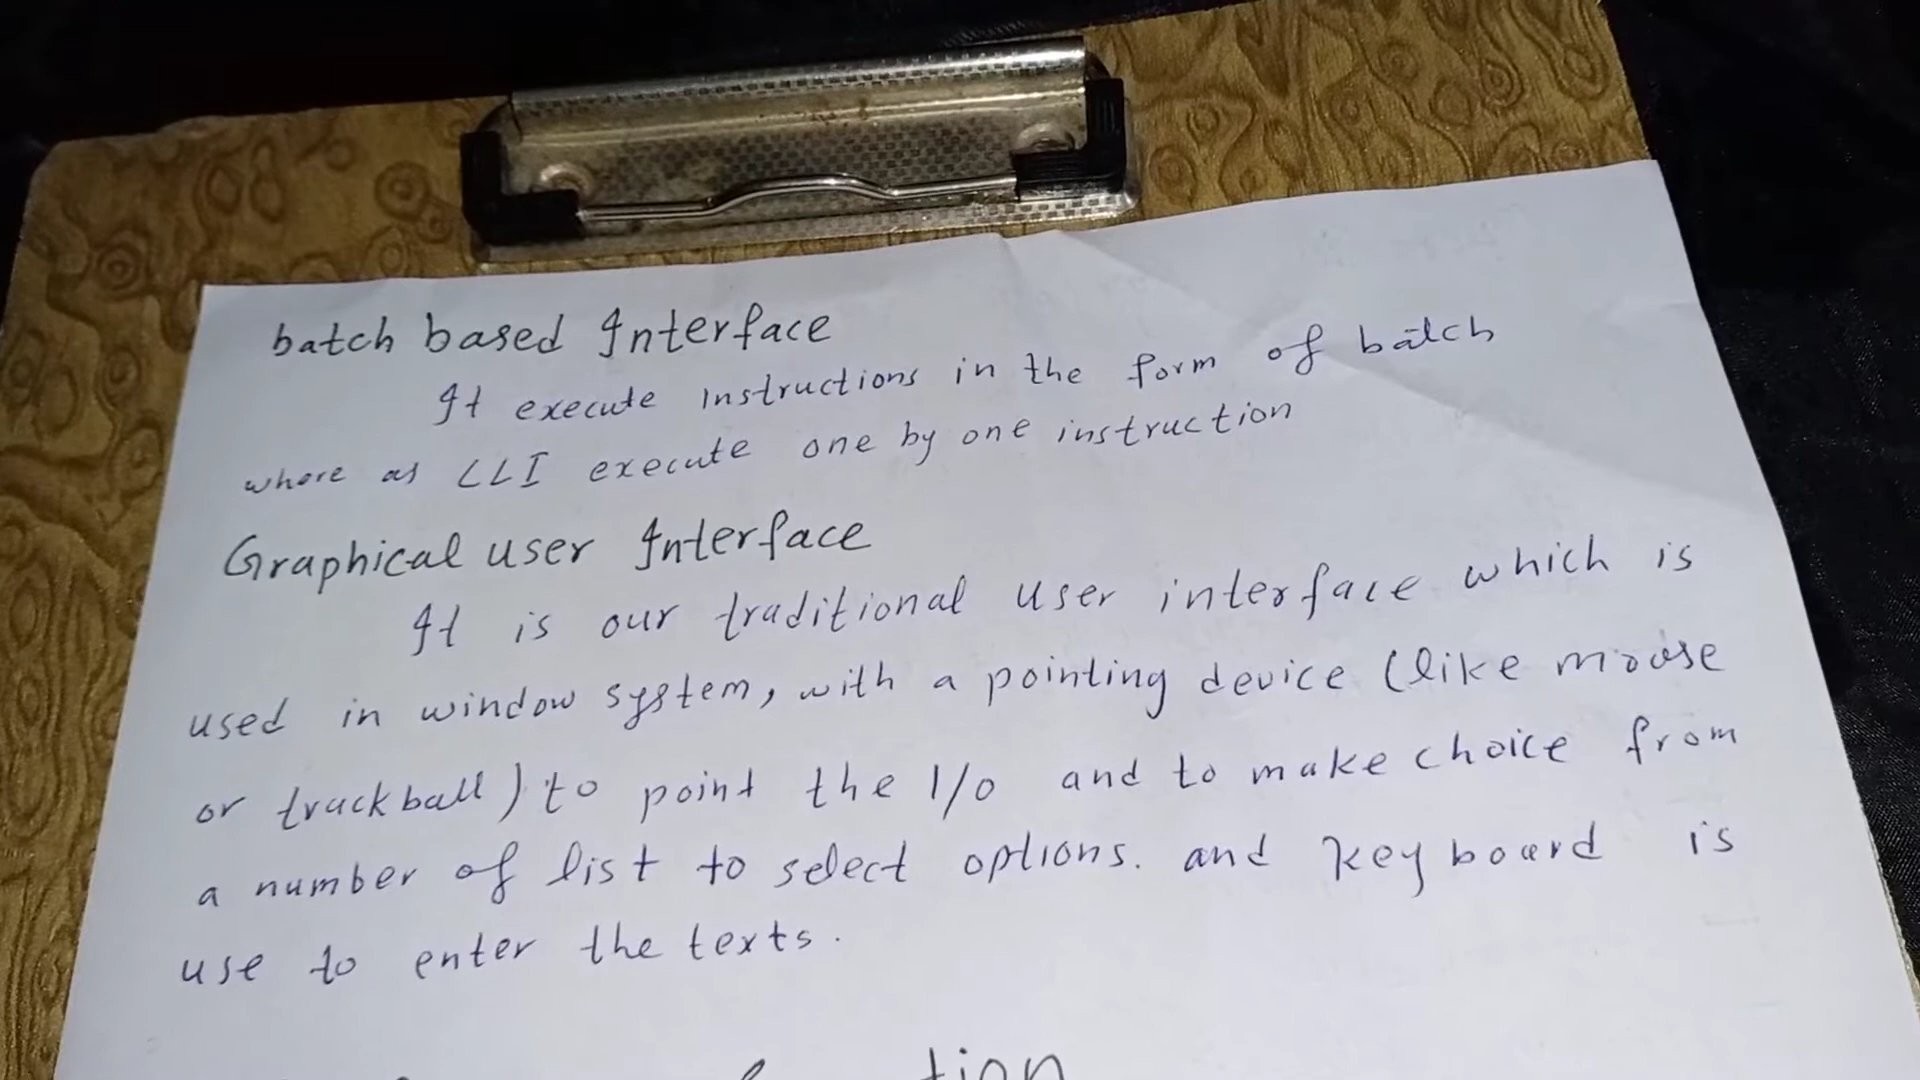 batch based Interface
It execute instructions in the form of batch
where as CLI execute one by one instruction
Graphical user Interface
It is our traditional user interface which is
used in window system, with a pointing device (like mouse
or trackball) to point the I/O and to make choice from
a number of list to select options. and keyboard is
use to enter the texts.